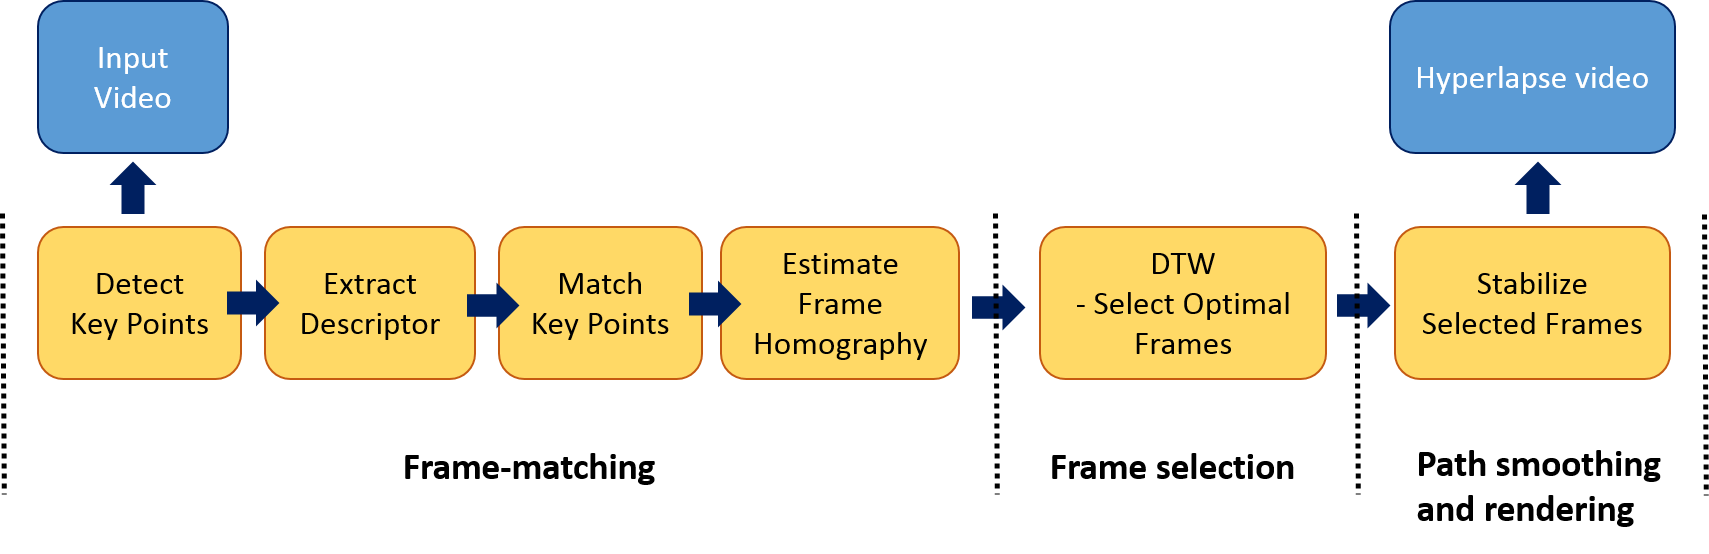 Input
Video
Hyperlapse video
Detect
Key Points
Extract
Descriptor
Match
Key Points
Estimate
Frame
Homography
DTW
- Select Optimal
Frames
Stabilize
Selected Frames
Frame-matching
Frame selection
Path smoothing
and rendering